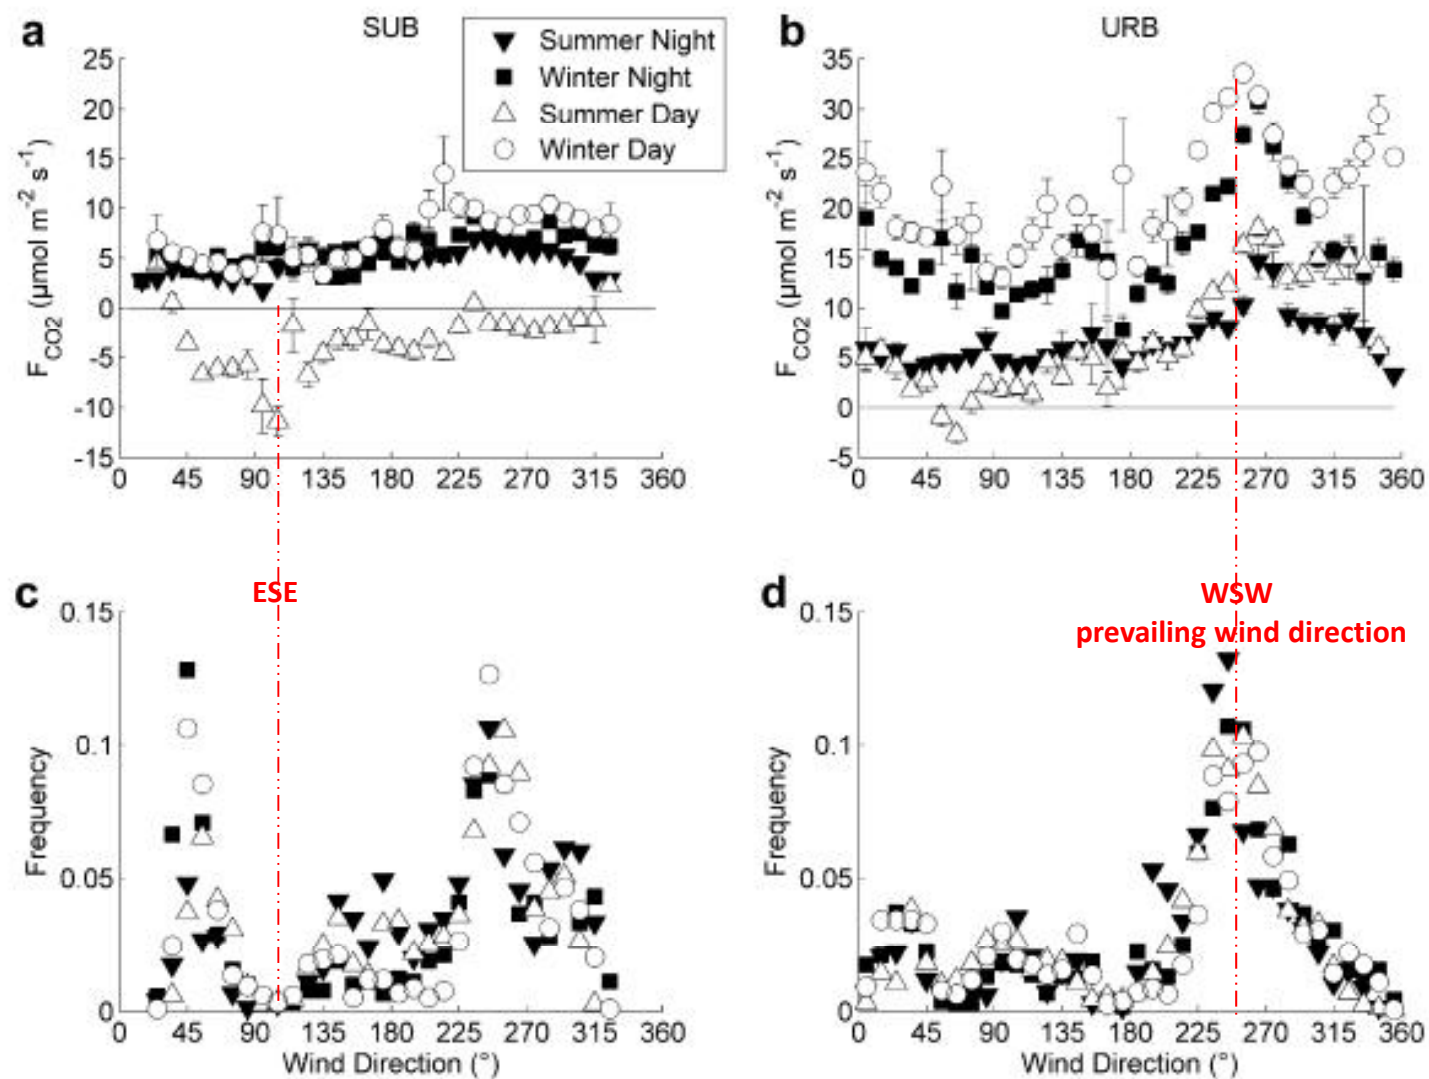 a
SUB
Summer Night
Winter Night
Summer Day
Winter Day
25
20
15
10
5
0
-5
-10
-15
F_CO2 (μmol m^-2 s^-1)
0 45 90 135 180 225 270 315 360
b
URB
35
30
25
20
15
10
5
0
-5
F_CO2 (μmol m^-2 s^-1)
0 45 90 135 180 225 270 315 360
ESE
WSW
prevailing wind direction
c
0.15
0.1
0.05
0
Frequency
0 45 90 135 180 225 270 315 360
Wind Direction (°)
d
0.15
0.1
0.05
0
Frequency
0 45 90 135 180 225 270 315 360
Wind Direction (°)